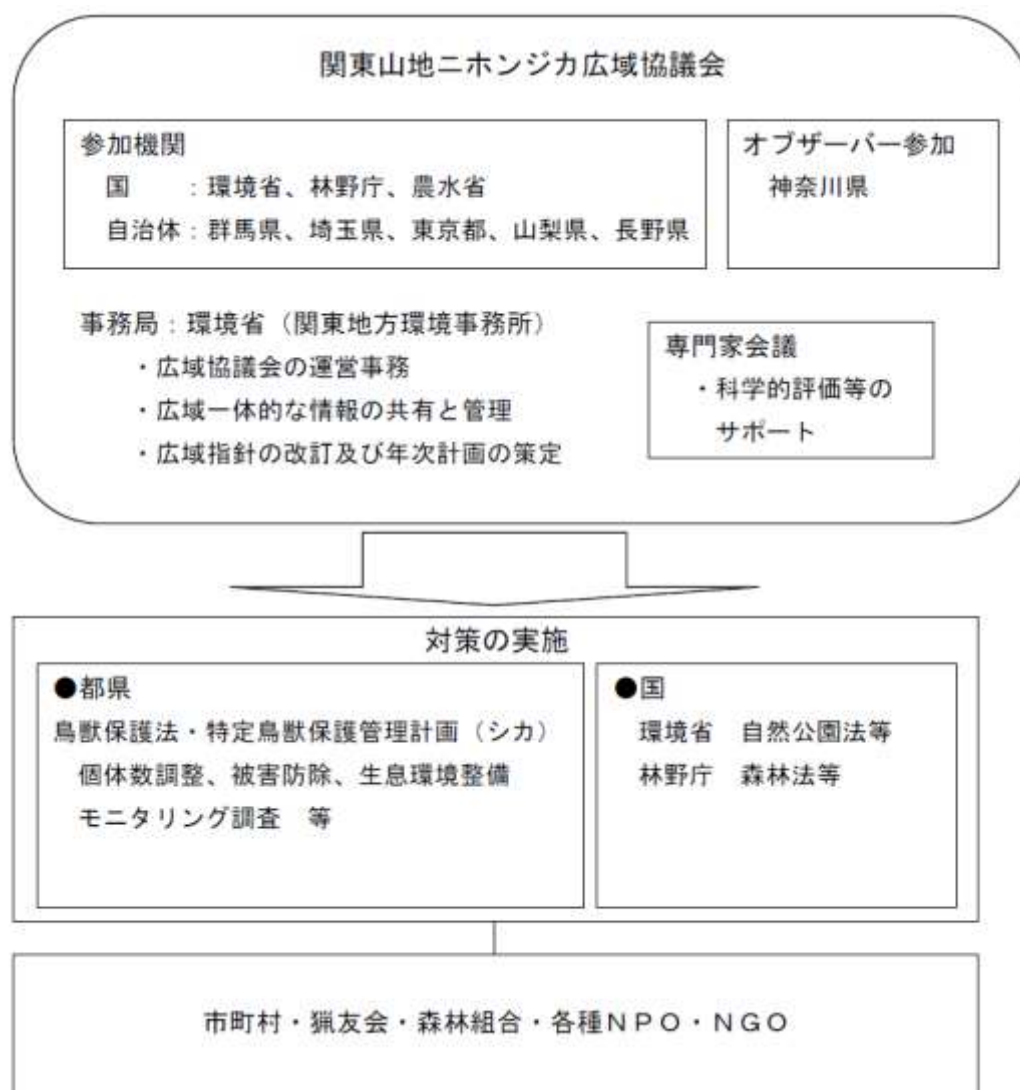 関東山地ニホンジカ広域協議会
参加機関
国　　：環境省、林野庁、農水省
自治体：群馬県、埼玉県、東京都、山梨県、長野県
オブザーバー参加
神奈川県
事務局：環境省（関東地方環境事務所）
・広域協議会の運営事務
・広域一体的な情報の共有と管理
・広域指針の改訂及び年次計画の策定
専門家会議
・科学的評価等の
サポート
対策の実施
●都県
鳥獣保護法・特定鳥獣保護管理計画（シカ）
個体数調整、被害防除、生息環境整備
モニタリング調査　等
●国
環境省　自然公園法等
林野庁　森林法等
市町村・猟友会・森林組合・各種ＮＰＯ・ＮＧＯ